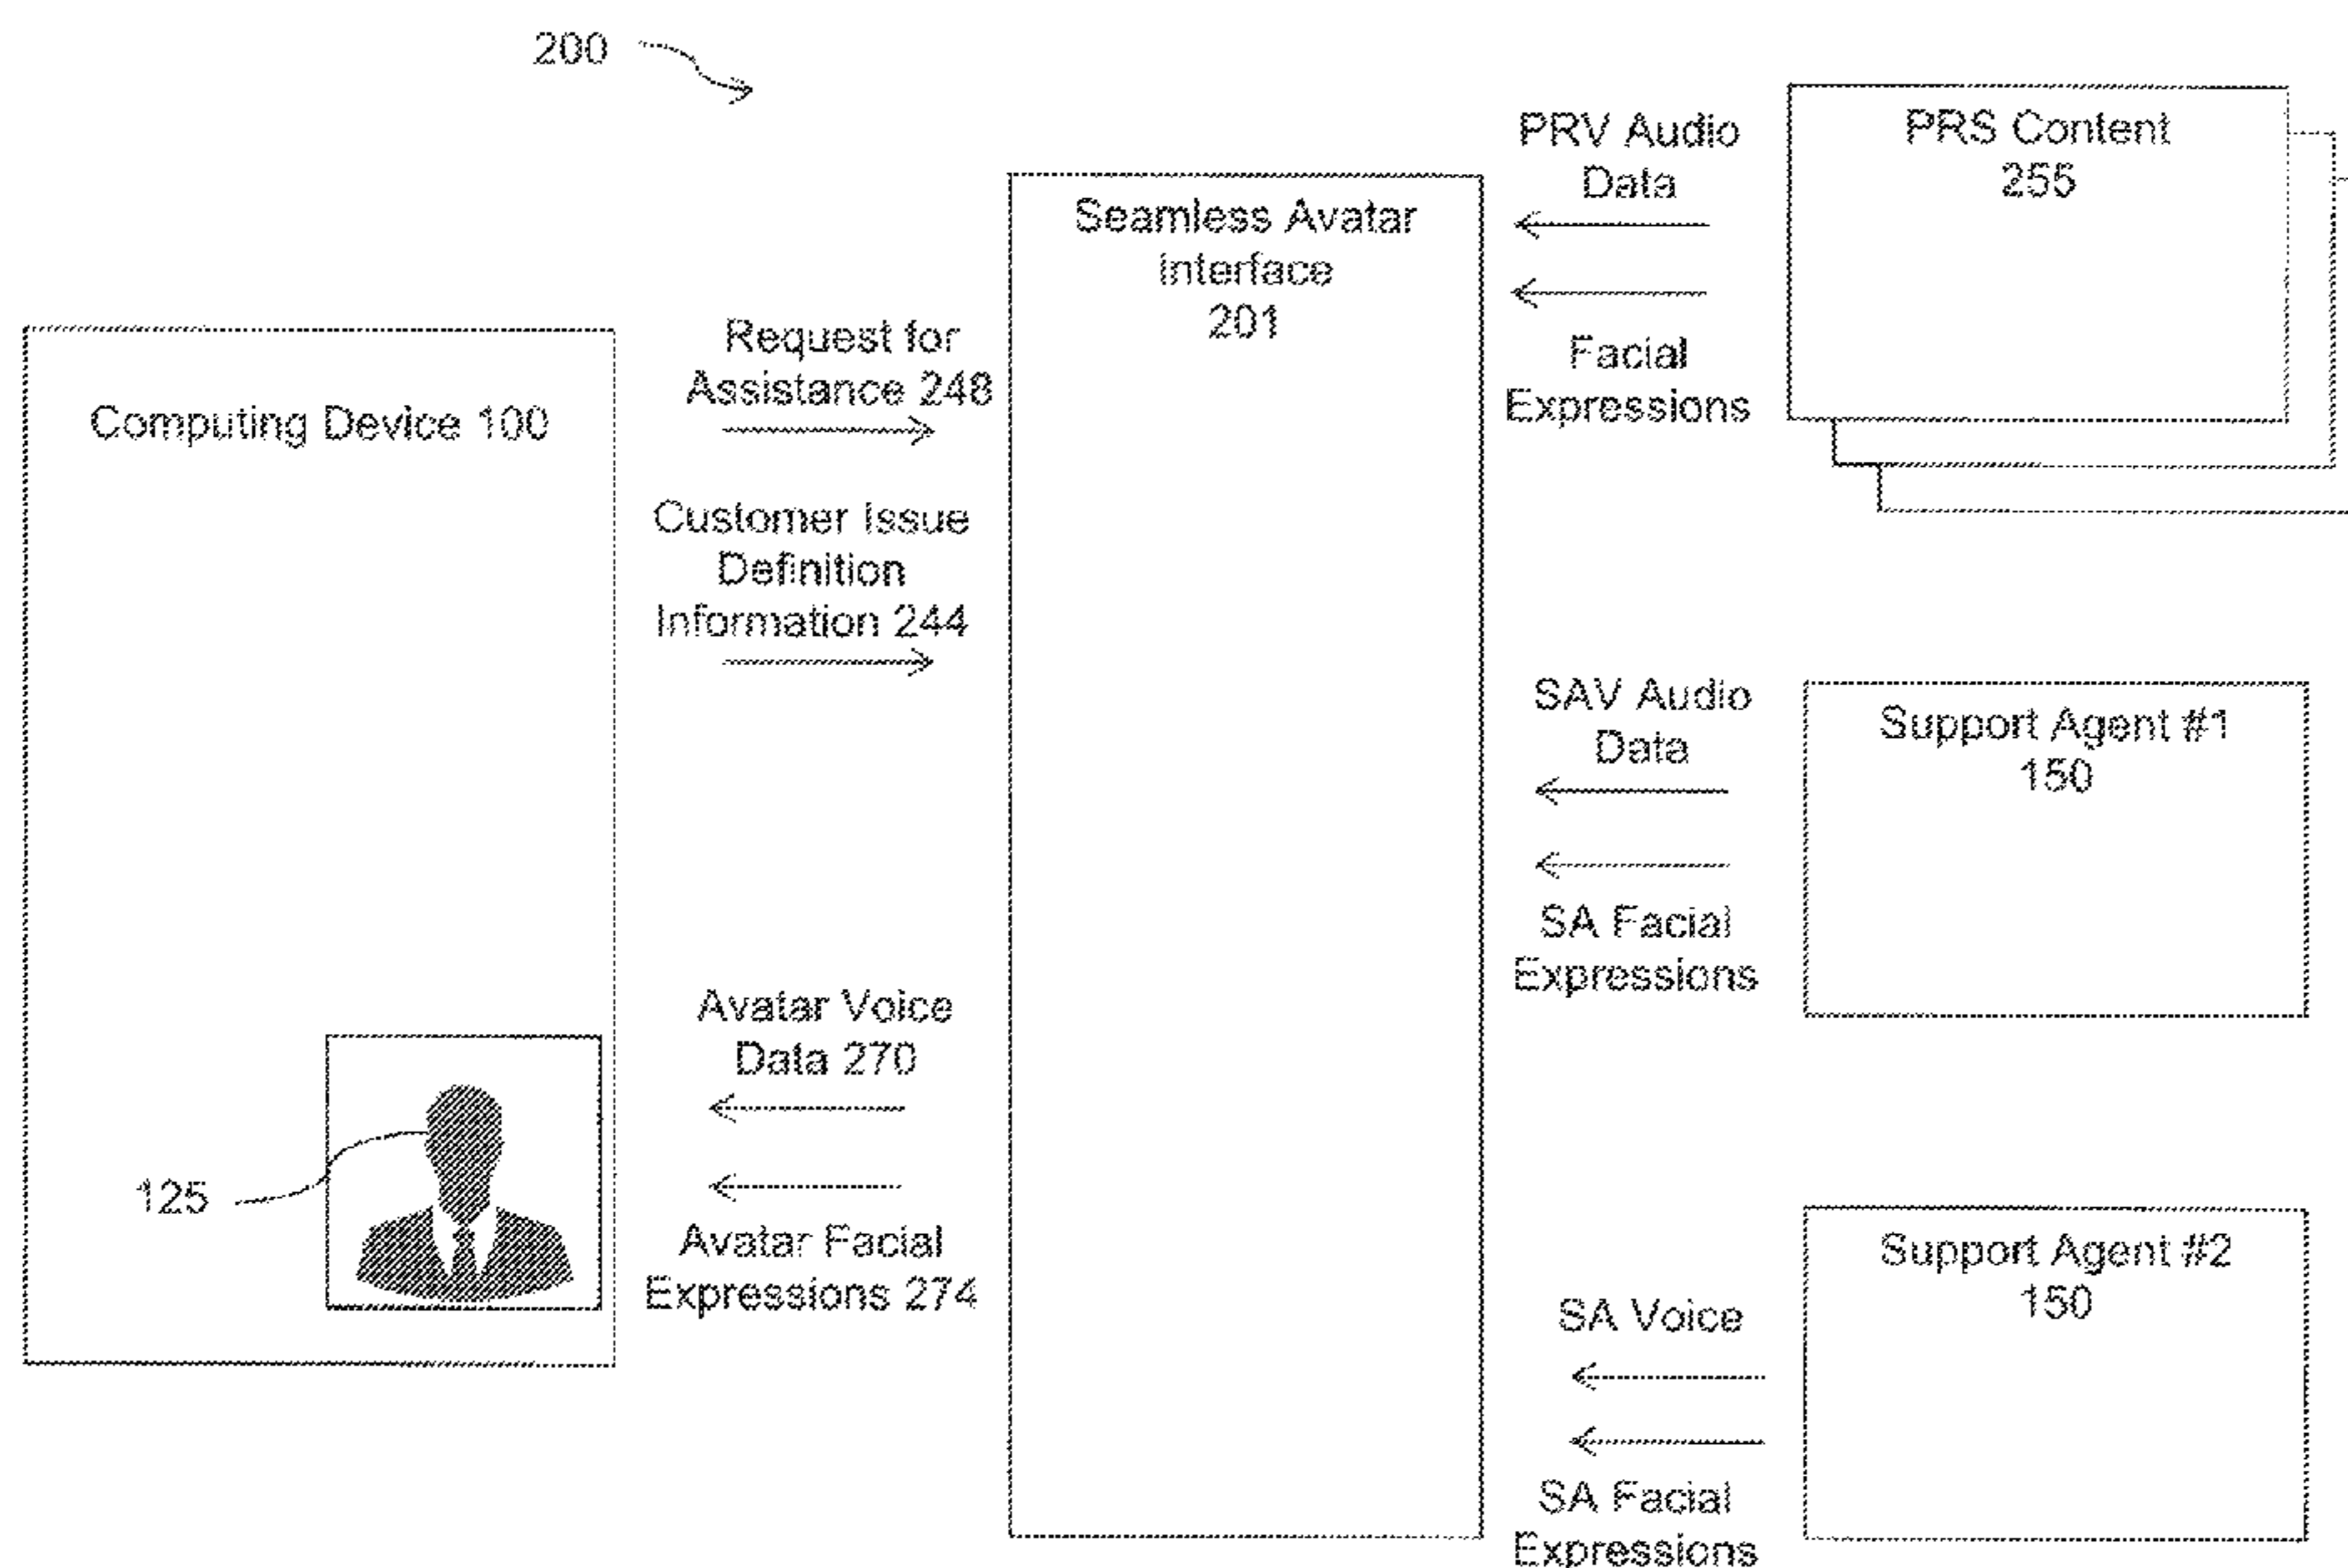 200
Computing Device 100
125
Request for
Assistance 248
Customer Issue
Definition
Information 244
Avatar Voice
Data 270
Avatar Facial
Expressions 274
Seamless Avatar
Interface
201
PRV Audio
Data
Facial
Expressions
PRS Content
255
SAV Audio
Data
SA Facial
Expressions
Support Agent #1
150
SA Voice
SA Facial
Expressions
Support Agent #2
150